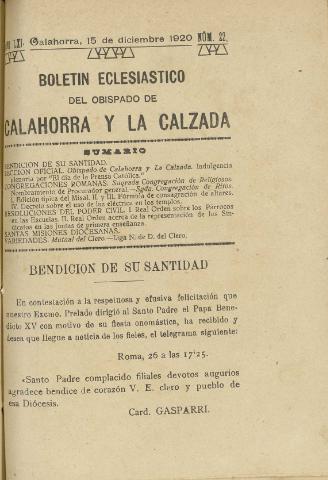 LXI. Calahorra, 15 de diciembre 1920 NÚM. 22.
BOLETIN ECLESIASTICO
DEL OBISPADO DE
CALAHORRA Y LA CALZADA
SUMARIO
BENDICION DE SU SANTIDAD.
SECCION OFICIAL. Obispado de Calahorra y La Calzada. Indulgencia
plenaria por "El día de la Prensa Católica".
CONGREGACIONES ROMANAS. Sagrada Congregación de Religiosos.
Nombramiento de Procurador general.—Sgda. Congregación de Ritos.
I. Edición típica del Misal. II. y III. Fórmula de consagración de altares.
IV. Decreto sobre el uso de luz eléctrica en los templos.
RESOLUCIONES DEL PODER CIVIL. I Real Orden sobre los Párrocos
en las Escuelas. II. Real Orden acerca de la representación de los Sin-
dicatos en las juntas de primera enseñanza.
SANTAS MISIONES DIOCESANAS.
VARIEDADES. Mutual del Clero.—Liga N. de D. del Clero.
BENDICION DE SU SANTIDAD
En contestación a la respetuosa y efusiva felicitación que
nuestro Excmo. Prelado dirigió al Santo Padre el Papa Bene-
dicto XV con motivo de su fiesta onomástica, ha recibido y
desea que llegue a noticia de los fieles, el telegrama siguiente:
Roma, 26 a las 17'25.
«Santo Padre complacido filiales devotos augurios
agradece bendice de corazón V. E. clero y pueblo de
esa Diócesis.
Card. GASPARRI.